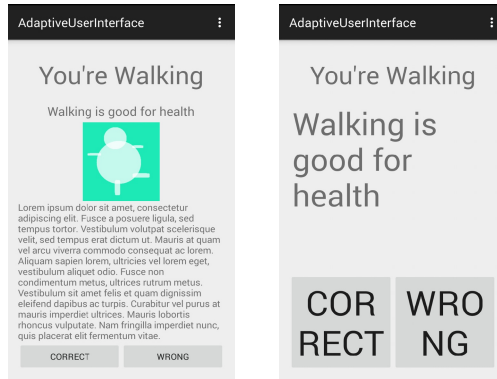 AdaptiveUserInterface
You're Walking
Walking is good for health
Lorem ipsum dolor sit amet, consectetur
adipiscing elit. Fusce a posuere ligula, sed
tempus tortor. Vestibulum volutpat scelerisque
velit, sed tempus erat dictum ut. Mauris at quam
vel arcu viverra commodo consequat ac lorem.
Aliquam sapien lorem, ultricies vel lorem eget,
vestibulum aliquet odio. Fusce non
condimentum metus, ultrices rutrum metus.
Vestibulum sit amet felis et quam dignissim
eleifend dapibus ac turpis. Curabitur vel purus at
mauris imperdiet ultrices. Mauris lobortis
rhoncus vulputate. Nam fringilla imperdiet nunc,
quis placerat elit fermentum vitae.
CORRECT
WRONG
AdaptiveUserInterface
You're Walking
Walking is
good for
health
COR
RECT
WRO
NG